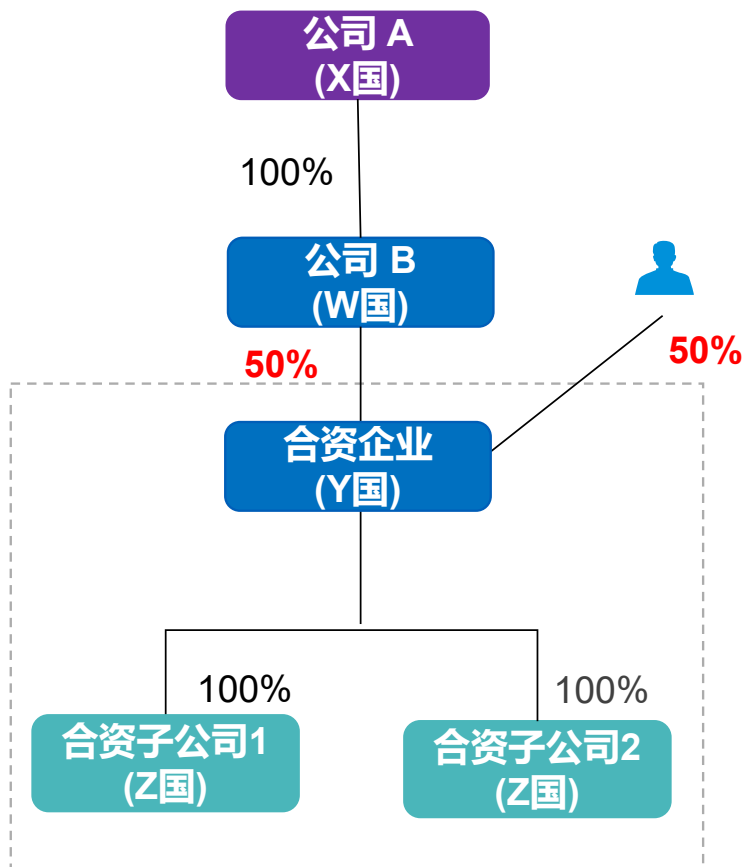 公司 A
(X国)
100%
公司 B
(W国)
50%
50%
合资企业
(Y国)
100%
100%
合资子公司1
(Z国)
合资子公司2
(Z国)